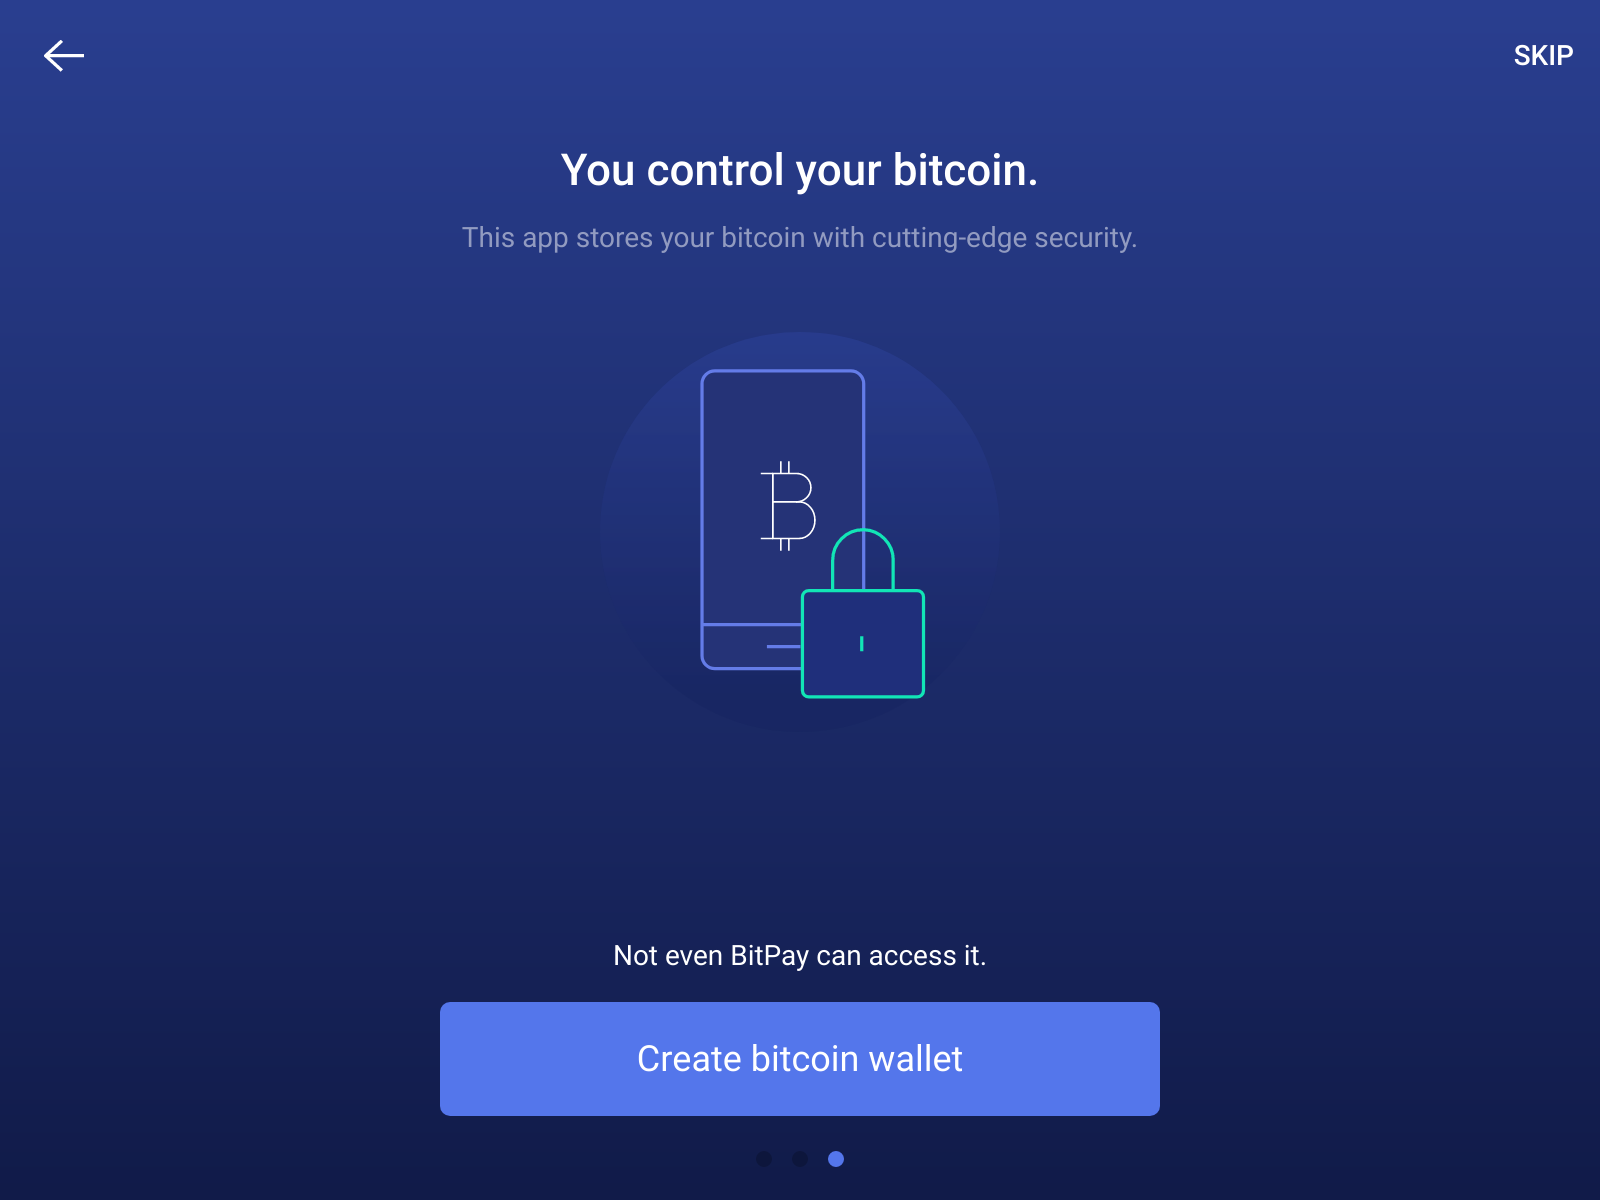 SKIP
You control your bitcoin.
This app stores your bitcoin with cutting-edge security.
Not even BitPay can access it.
Create bitcoin wallet